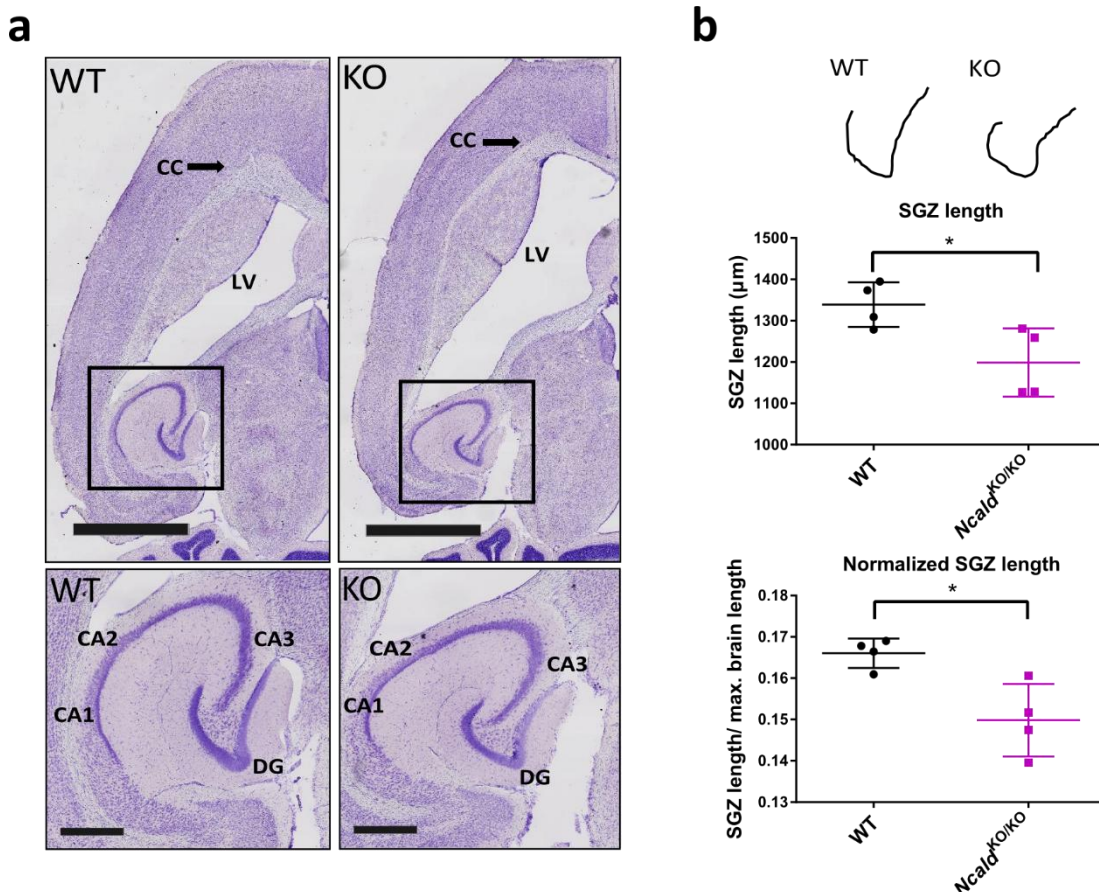 a
WT
CC
LV
KO
CC
LV
WT
CA2
CA3
CA1
DG
KO
CA2
CA3
CA1
DG
b
WT
KO
SGZ length
1500
1400
1300
1200
1100
1000
SGZ length (µm)
*
WT
Ncald^KO/KO
Normalized SGZ length
0.18
0.17
0.16
0.15
0.14
0.13
SGZ length/ max. brain length
*
WT
Ncald^KO/KO